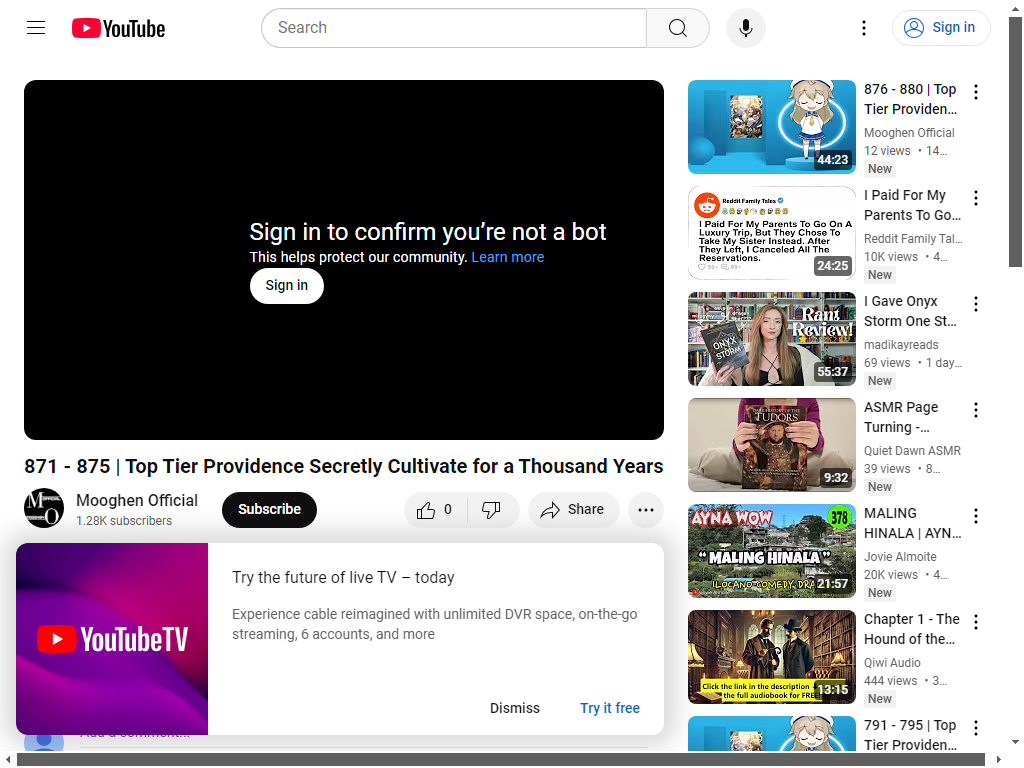 YouTube
Search
Sign in
Sign in to confirm you’re not a bot
This helps protect our community. Learn more
Sign in
871 - 875 | Top Tier Providence Secretly Cultivate for a Thousand Years
Mooghen Official
1.28K subscribers
Subscribe
0
Share
YouTubeTV
Try the future of live TV – today
Experience cable reimagined with unlimited DVR space, on-the-go
streaming, 6 accounts, and more
Dismiss
Try it free
Add a comment...
44:23
876 - 880 | Top
Tier Providen…
Mooghen Official
12 views • 14…
New
Reddit Family Tales
I Paid For My Parents To Go On A
Luxury Trip, But They Chose To
Take My Sister Instead. After
They Left, I Canceled All The
Reservations.
99+ 99+
24:25
I Paid For My
Parents To Go…
Reddit Family Tal…
10K views • 4…
New
Rant
Review!
ONYX
STORM
55:37
I Gave Onyx
Storm One St…
madikayreads
69 views • 1 day…
New
DARK HISTORY OF THE
TUDORS
9:32
ASMR Page
Turning -…
Quiet Dawn ASMR
39 views • 8…
New
AYNA WOW
378
“ MALING HINALA ”
ILOCANO COMEDY, DRA
21:57
MALING
HINALA | AYN…
Jovie Almoite
20K views • 4…
New
Click the link in the description
the full audiobook for FREE
13:15
Chapter 1 - The
Hound of the…
Qiwi Audio
444 views • 3…
New
791 - 795 | Top
Tier Providen…